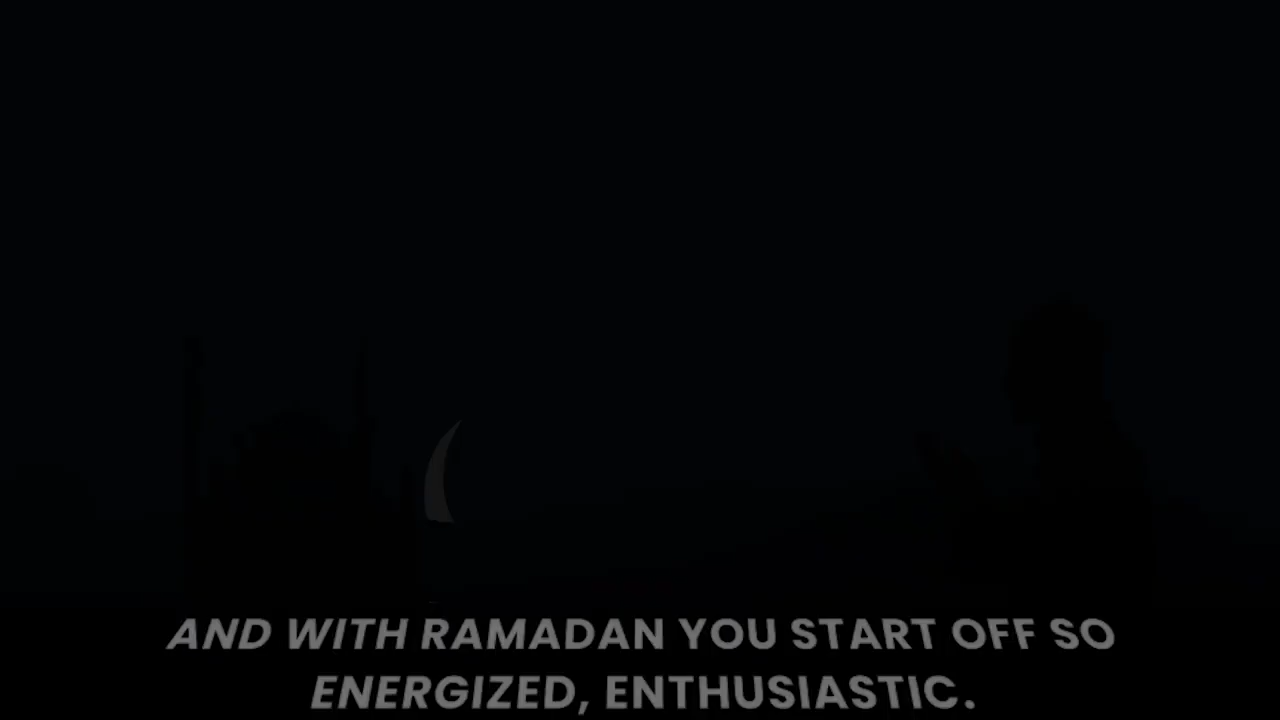 AND WITH RAMADAN YOU START OFF SO
ENERGIZED, ENTHUSIASTIC.